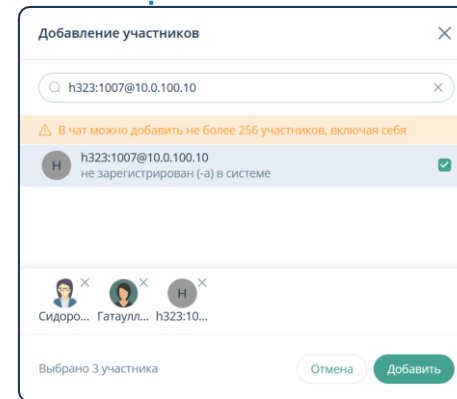 Добавление участников
h323:1007@10.0.100.10
В чат можно добавить не более 256 участников, включая себя
H
h323:1007@10.0.100.10
не зарегистрирован (-а) в системе
H
Сидоро... Гатаулл... h323:10...
Выбрано 3 участника
Отмена
Добавить